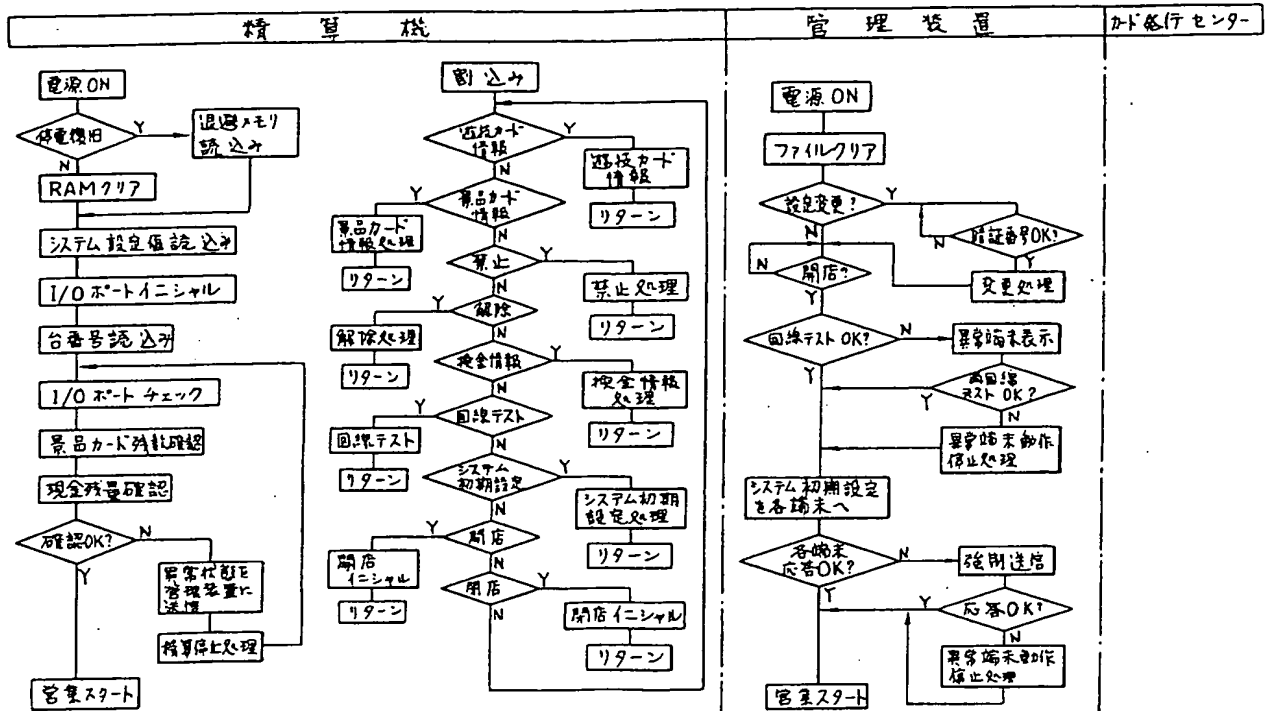 精算機
管理装置
カード発行センター
電源ON
停電復旧
Y
退避メモリ
読込み
N
RAMクリア
システム設定値読込み
I/Oポートイニシャル
台番号読込み
I/Oポートチェック
景品カード残数確認
現金残量確認
確認OK?
N
Y
異常状態を
管理装置に
送信
精算停止処理
営業スタート
割込み
遊技カード
情報
Y
遊技カード
情報
リターン
N
景品カード
情報
Y
景品カード
情報処理
リターン
N
禁止
Y
禁止処理
リターン
N
解除
Y
解除処理
リターン
N
検金情報
Y
検金情報
処理
リターン
N
回線テスト
Y
回線テスト
リターン
N
システム
初期設定
Y
システム初期
設定処理
リターン
N
開店
Y
開店
イニシャル
リターン
N
閉店
Y
閉店イニシャル
リターン
N
電源ON
ファイルクリア
設定変更?
Y
暗証番号OK?
N
Y
変更処理
N
開店?
N
Y
回線テストOK?
N
異常端末表示
再回線
テストOK?
Y
N
異常端末動作
停止処理
Y
システム初期設定
を各端末へ
各端末
応答OK?
N
強制送信
応答OK?
Y
N
異常端末動作
停止処理
Y
営業スタート